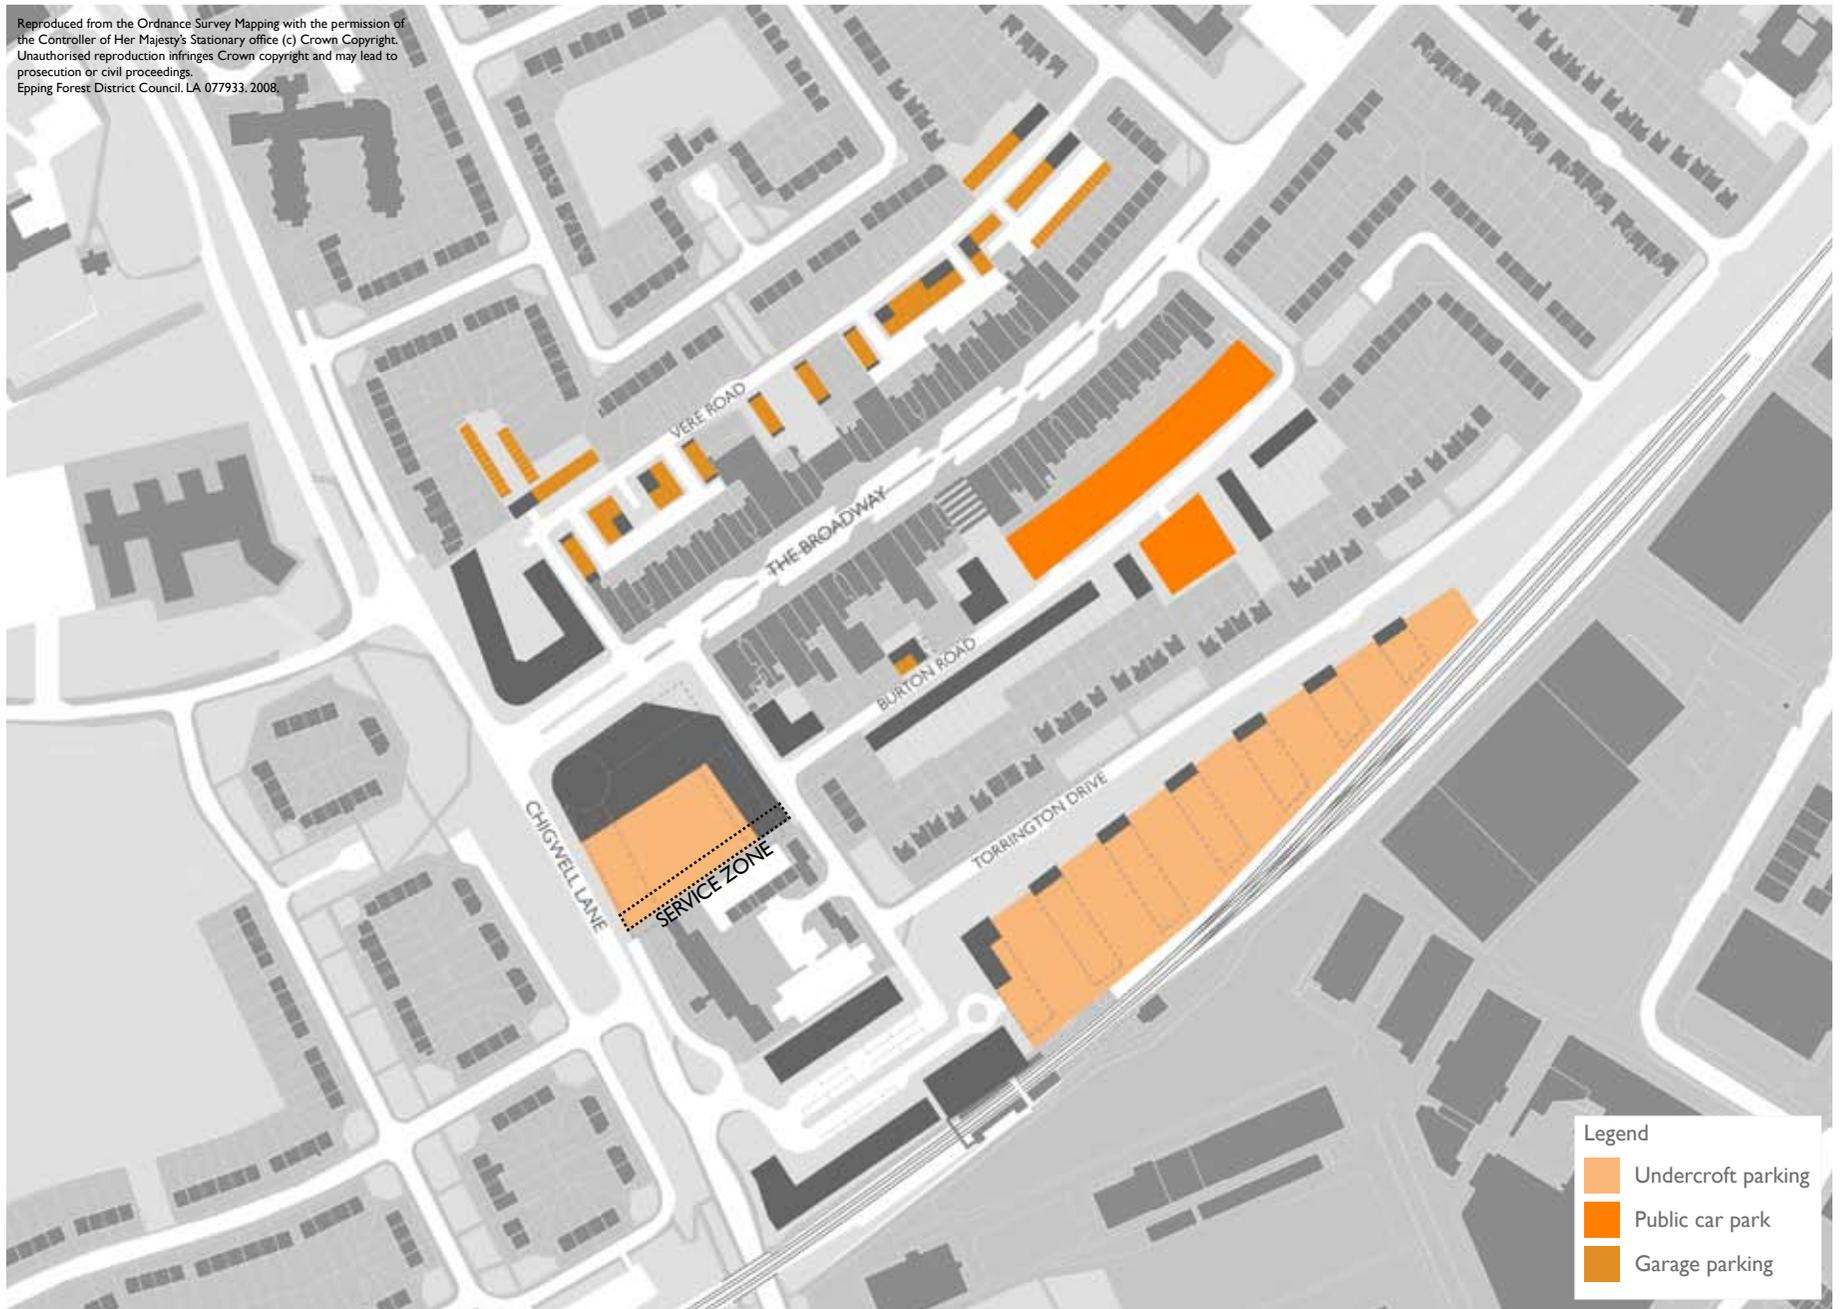 Reproduced from the Ordnance Survey Mapping with the permission of
the Controller of Her Majesty's Stationary office (c) Crown Copyright.
Unauthorised reproduction infringes Crown copyright and may lead to
prosecution or civil proceedings.
Epping Forest District Council. LA 077933. 2008.
VERE ROAD
THE BROADWAY
BURTON ROAD
TORRINGTON DRIVE
CHIGWELL LANE
SERVICE ZONE
Legend
Undercroft parking
Public car park
Garage parking